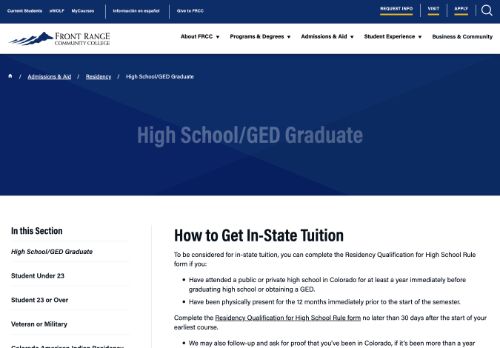 Current Students eWOLF MyCourses Información en español Give to FRCC REQUEST INFO VISIT APPLY
FRONT RANGE
COMMUNITY COLLEGE
About FRCC Programs & Degrees Admissions & Aid Student Experience Business & Community
/ Admissions & Aid / Residency / High School/GED Graduate
High School/GED Graduate
In this Section
High School/GED Graduate
Student Under 23
Student 23 or Over
Veteran or Military
Colorado American Indian Residency
How to Get In-State Tuition
To be considered for in-state tuition, you can complete the Residency Qualification for High School Rule
form if you:
• Have attended a public or private high school in Colorado for at least a year immediately before
graduating high school or obtaining a GED.
• Have been physically present for the 12 months immediately prior to the start of the semester.
Complete the Residency Qualification for High School Rule form no later than 30 days after the start of your
earliest course.
• We may also follow-up and ask for proof that you've been in Colorado, if it's been more than a year